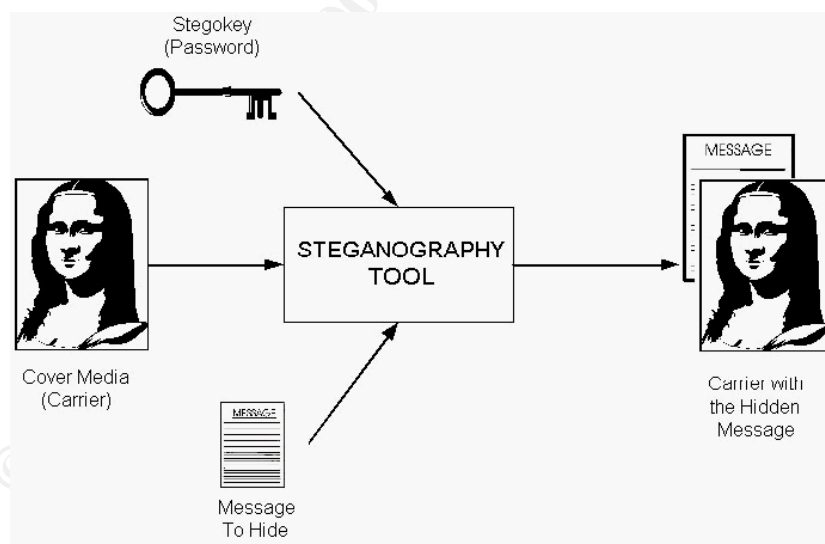 Stegokey
(Password)
MESSAGE
STEGANOGRAPHY
TOOL
Cover Media
(Carrier)
MESSAGE
Message
To Hide
Carrier with
the Hidden
Message